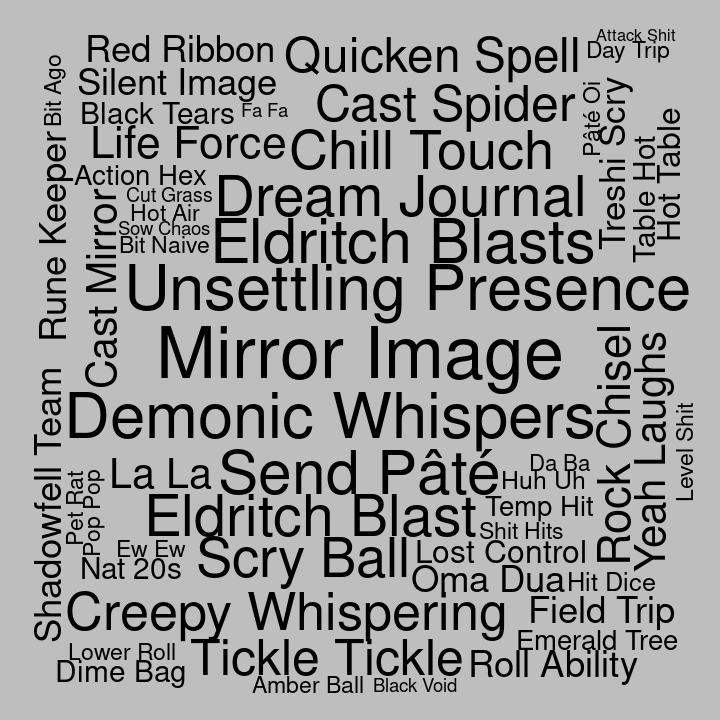 Attack Shit
Red Ribbon
Quicken Spell
Day Trip
Silent Image
Bit Ago
Black Tears
Fa Fa
Cast Spider
Pâté Oi
Treshi Scry
Life Force
Chill Touch
Table Hot
Hot Table
Rune Keeper
Action Hex
Cut Grass
Dream Journal
Hot Air
Sow Chaos
Bit Naive
Eldritch Blasts
Cast Mirror
Unsettling Presence
Mirror Image
Rock Chisel
Yeah Laughs
Demonic Whispers
Level Shit
Shadowfell Team
La La
Send Pâté
Da Ba
Huh Uh
Pet Rat
Pop Pop
Eldritch Blast
Temp Hit
Shit Hits
Ew Ew
Nat 20s
Scry Ball
Lost Control
Oma Dua
Hit Dice
Creepy Whispering
Field Trip
Emerald Tree
Lower Roll
Dime Bag
Tickle Tickle
Roll Ability
Amber Ball
Black Void